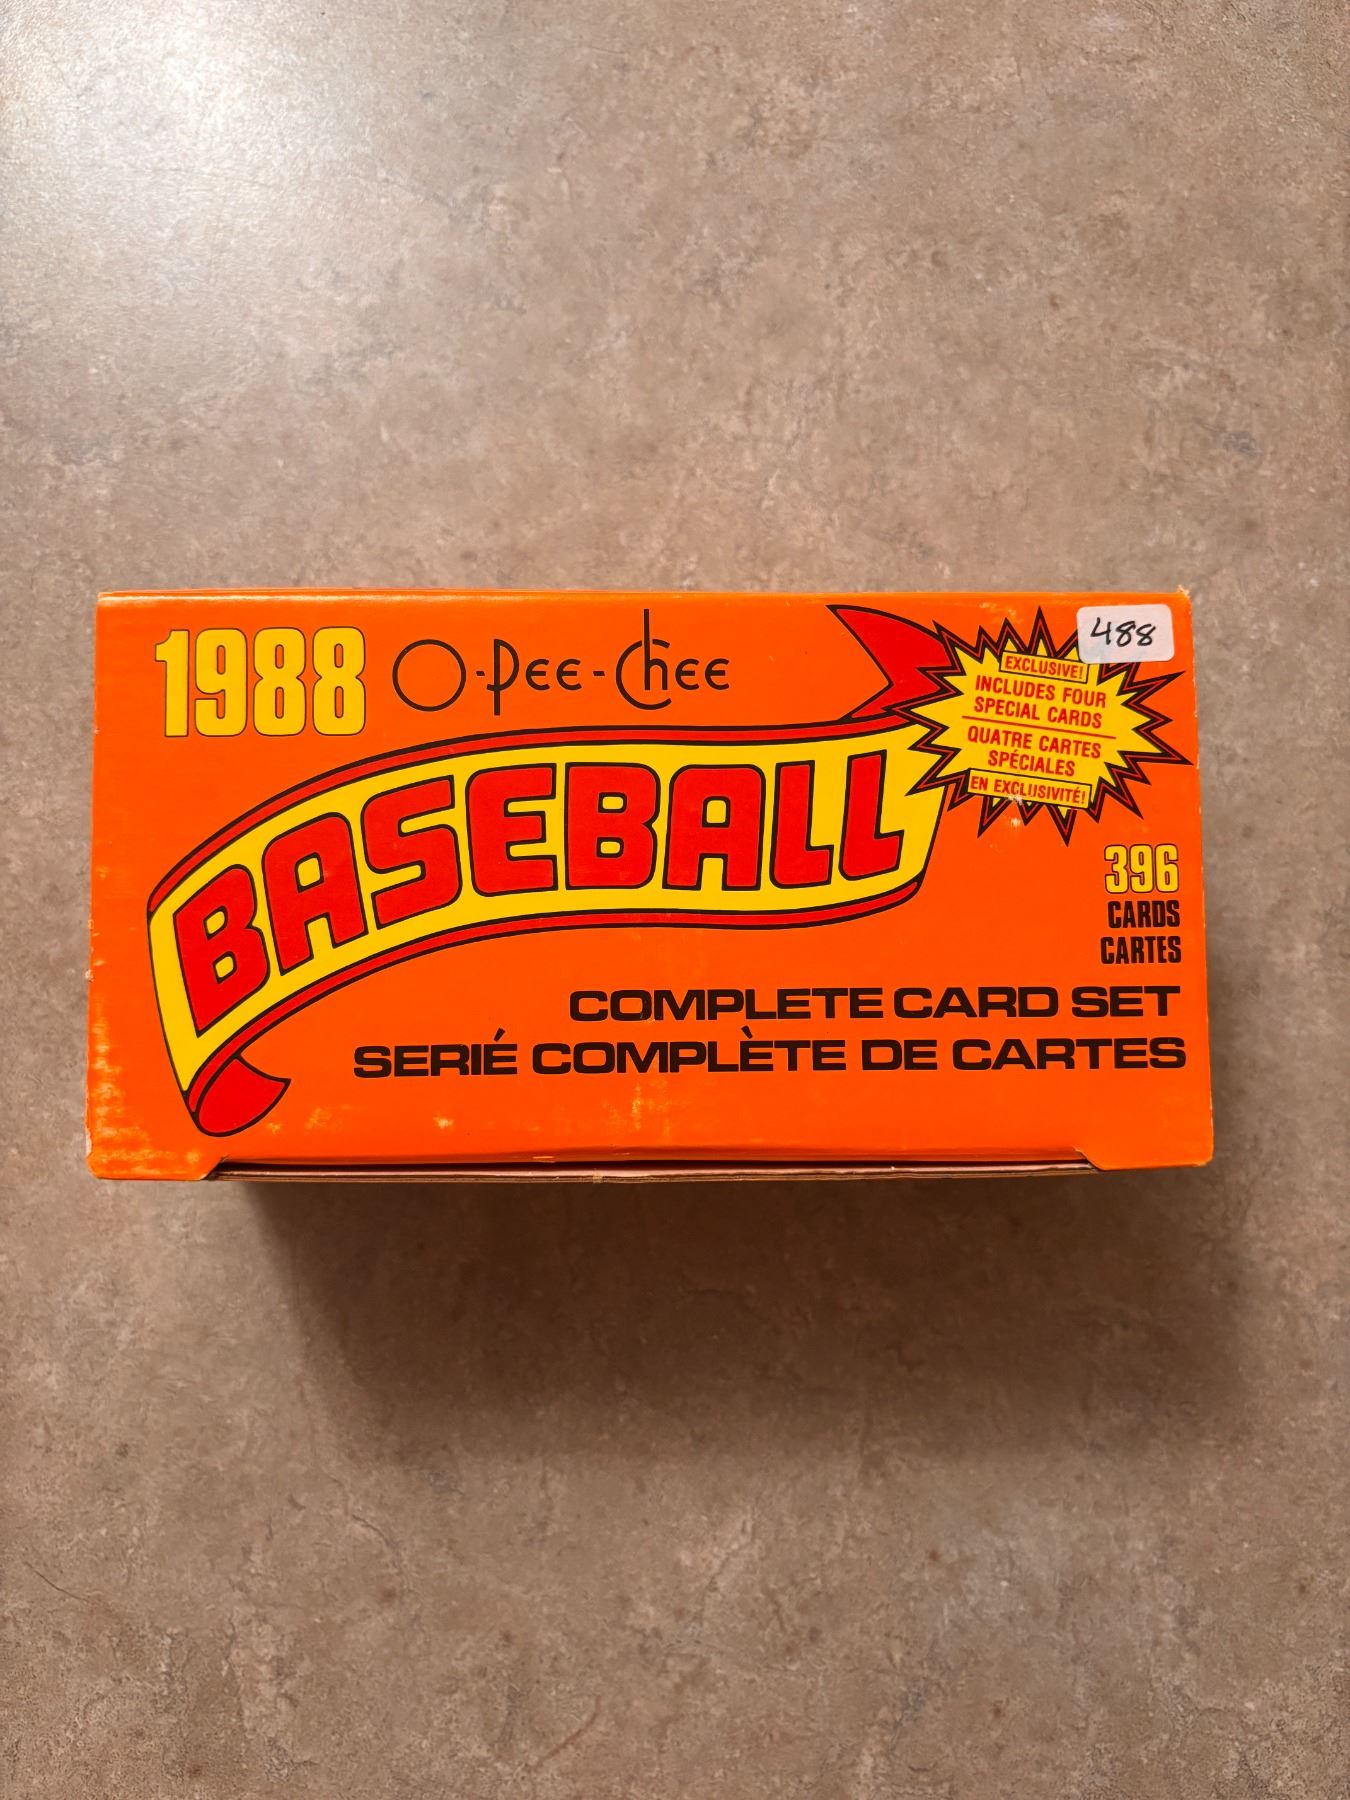 1988 O-Pee-Chee
BASEBALL
488
EXCLUSIVE!
INCLUDES FOUR
SPECIAL CARDS
QUATRE CARTES
SPÉCIALES
EN EXCLUSIVITÉ!
396
CARDS
CARTES
COMPLETE CARD SET
SERIÉ COMPLÈTE DE CARTES